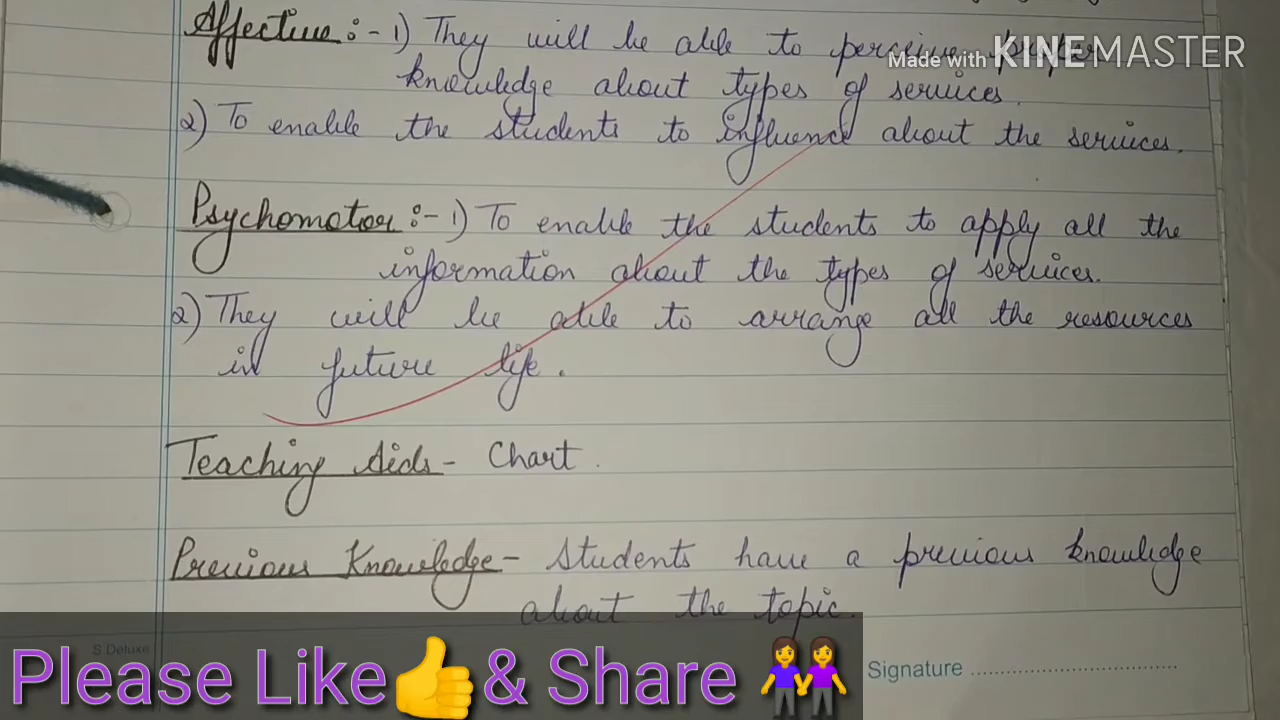 Affective :- 1) They will be able to perceive proper
Made with KINEMASTER
knowledge about types of services.
2) To enable the students to influence about the services.
Psychomotor :- 1) To enable the students to apply all the
information about the types of services.
2) They will be able to arrange all the resources
in future life.
Teaching Aids - Chart.
Previous Knowledge - Students have a previous knowledge
about the topic.
S Deluxe
Please Like👍& Share 👭
Signature ....................................